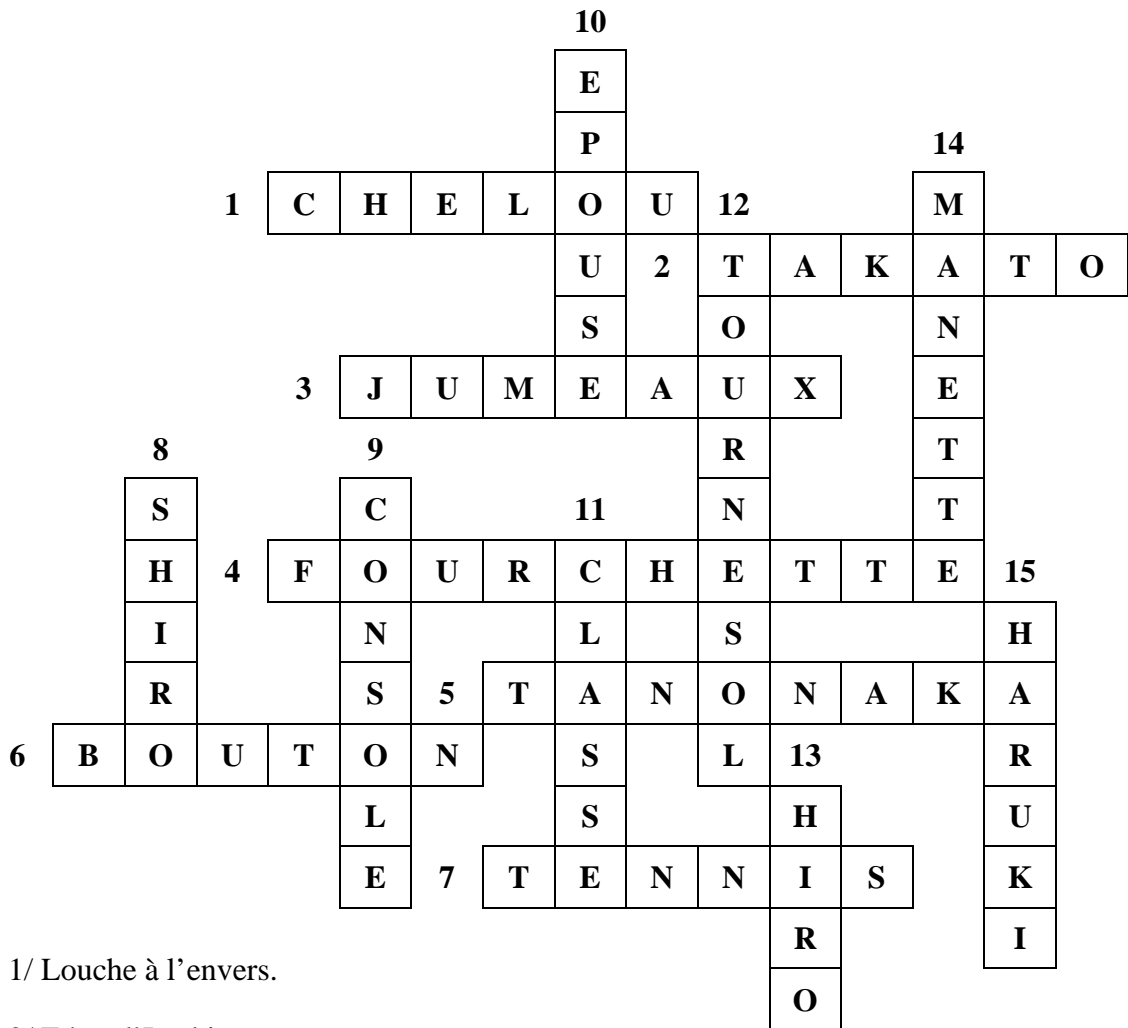 10
E
P 14
1 C H E L O U 12 M
U 2 T A K A T O
S O N
3 J U M E A U X E
8 9 R T
S C 11 N T
H 4 F O U R C H E T T E 15
I N L S H
R S 5 T A N O N A K A
6 B O U T O N S L 13 R
L S H U
E 7 T E N N I S K
R I
1/ Louche à l’envers.
O